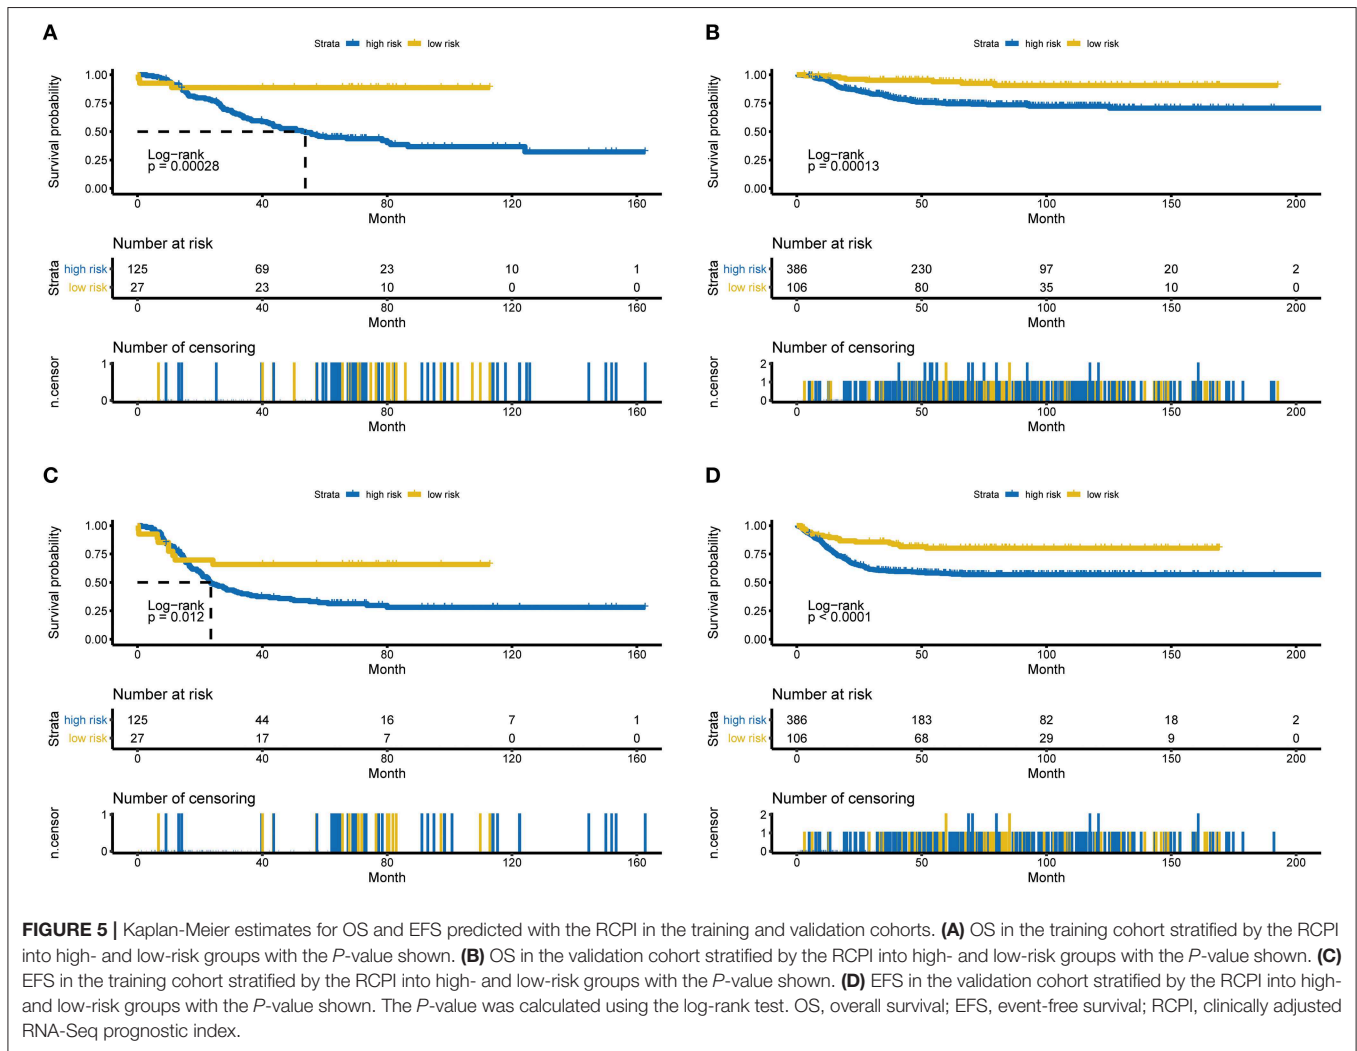 A
Strata high risk low risk
Survival probability
1.00
0.75
0.50
0.25
0.00
Log−rank
p = 0.00028
0 40 80 120 160
Month
Number at risk
Strata
high risk 125 69 23 10 1
low risk 27 23 10 0 0
0 40 80 120 160
Month
Number of censoring
n.censor
1
0
0 40 80 120 160
Month
B
Strata high risk low risk
Survival probability
1.00
0.75
0.50
0.25
0.00
Log−rank
p = 0.00013
0 50 100 150 200
Month
Number at risk
Strata
high risk 386 230 97 20 2
low risk 106 80 35 10 0
0 50 100 150 200
Month
Number of censoring
n.censor
2
1
0
0 50 100 150 200
Month
C
Strata high risk low risk
Survival probability
1.00
0.75
0.50
0.25
0.00
Log−rank
p = 0.012
0 40 80 120 160
Month
Number at risk
Strata
high risk 125 44 16 7 1
low risk 27 17 7 0 0
0 40 80 120 160
Month
Number of censoring
n.censor
1
0
0 40 80 120 160
Month
D
Strata high risk low risk
Survival probability
1.00
0.75
0.50
0.25
0.00
Log−rank
p < 0.0001
0 50 100 150 200
Month
Number at risk
Strata
high risk 386 183 82 18 2
low risk 106 68 29 9 0
0 50 100 150 200
Month
Number of censoring
n.censor
2
1
0
0 50 100 150 200
Month
FIGURE 5 | Kaplan-Meier estimates for OS and EFS predicted with the RCPI in the training and validation cohorts. (A) OS in the training cohort stratified by the RCPI
into high- and low-risk groups with the P-value shown. (B) OS in the validation cohort stratified by the RCPI into high- and low-risk groups with the P-value shown. (C)
EFS in the training cohort stratified by the RCPI into high- and low-risk groups with the P-value shown. (D) EFS in the validation cohort stratified by the RCPI into high-
and low-risk groups with the P-value shown. The P-value was calculated using the log-rank test. OS, overall survival; EFS, event-free survival; RCPI, clinically adjusted
RNA-Seq prognostic index.